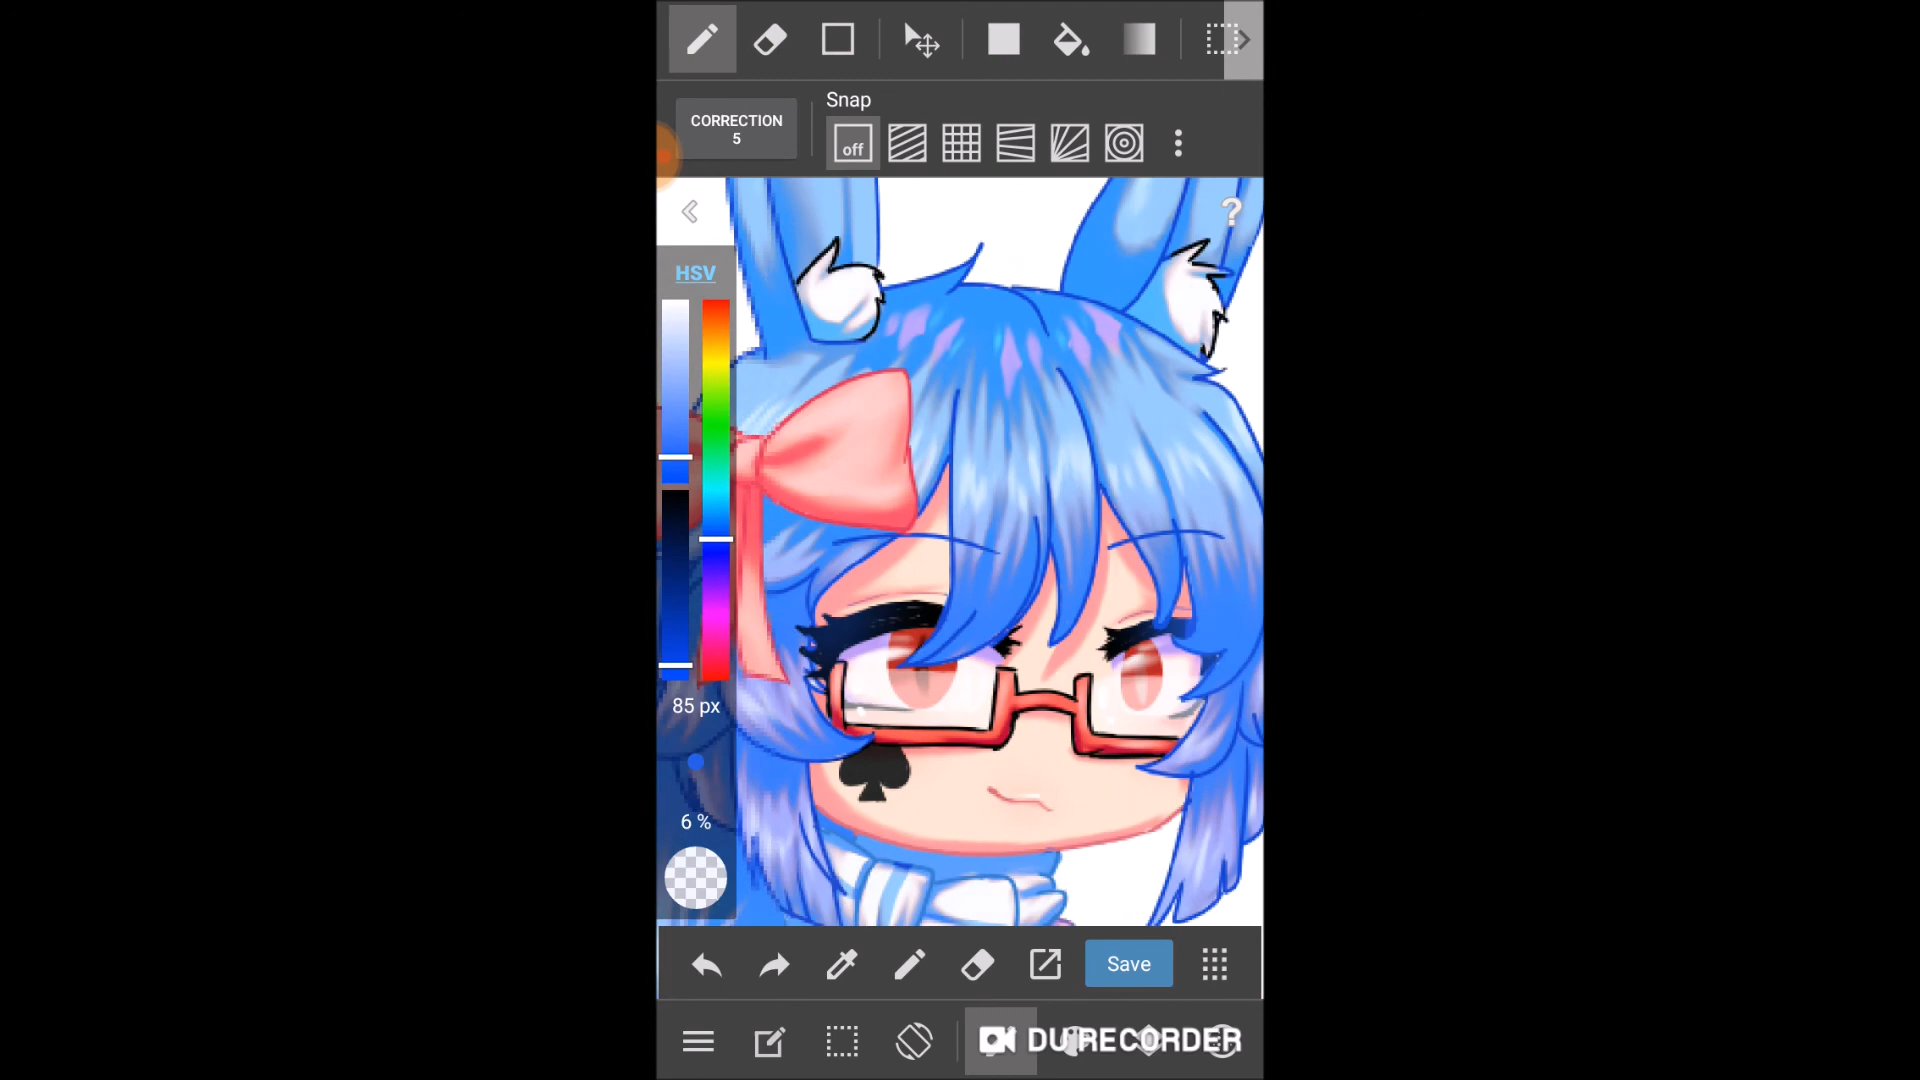 Snap
CORRECTION
5
off
?
HSV
85 px
6 %
Save
DU RECORDER